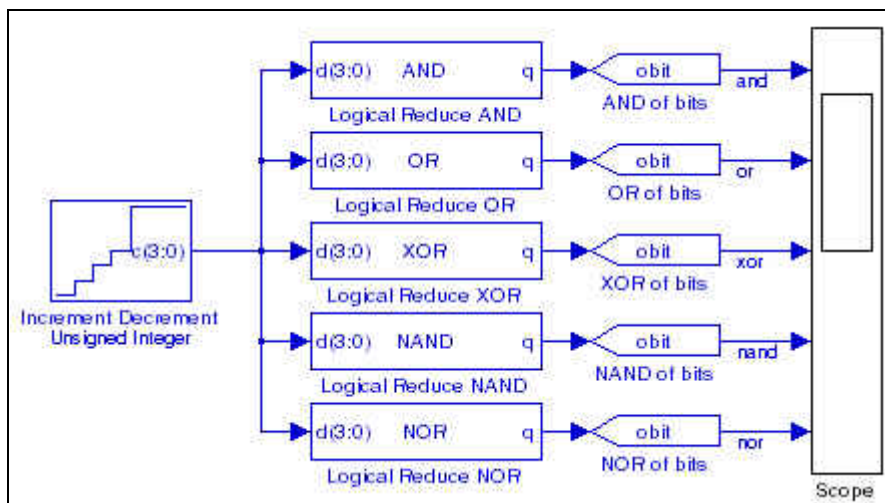 d(3:0) AND q
Logical Reduce AND
obit
AND of bits
and
d(3:0) OR q
Logical Reduce OR
obit
OR of bits
or
c(3:0)
Increment Decrement
Unsigned Integer
d(3:0) XOR q
Logical Reduce XOR
obit
XOR of bits
xor
d(3:0) NAND q
Logical Reduce NAND
obit
NAND of bits
nand
d(3:0) NOR q
Logical Reduce NOR
obit
NOR of bits
nor
Scope